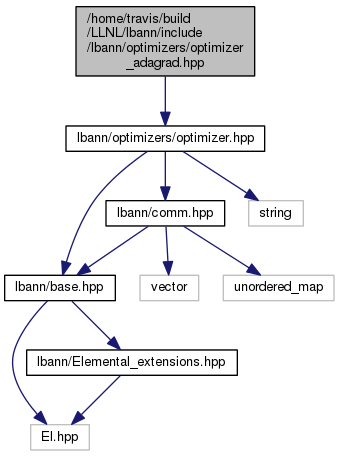 /home/travis/build
/LLNL/lbann/include
/lbann/optimizers/optimizer
_adagrad.hpp
lbann/optimizers/optimizer.hpp
lbann/comm.hpp
string
lbann/base.hpp
vector
unordered_map
lbann/Elemental_extensions.hpp
El.hpp